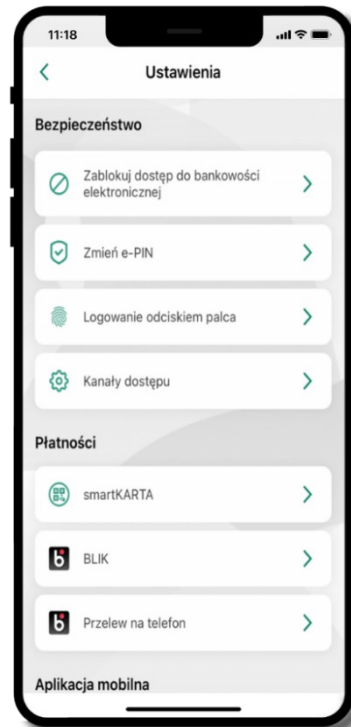 11:18
Ustawienia
Bezpieczeństwo
Zablokuj dostęp do bankowości
elektronicznej
Zmień e-PIN
Logowanie odciskiem palca
Kanały dostępu
Płatności
smartKARTA
BLIK
Przelew na telefon
Aplikacja mobilna